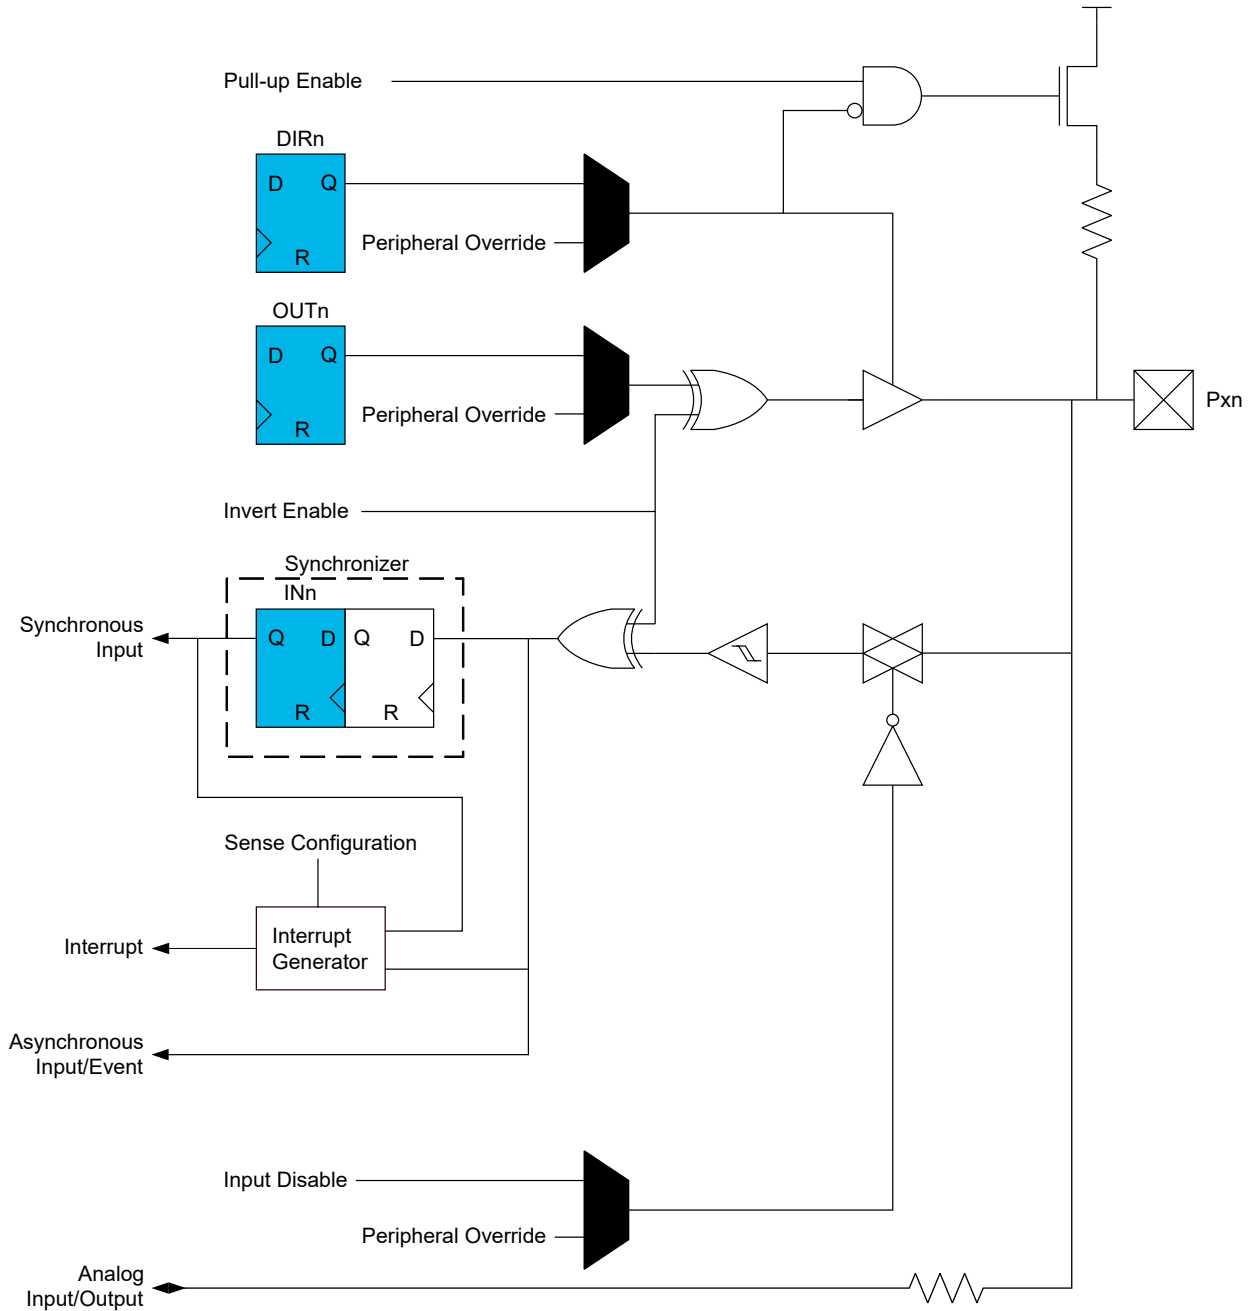 Pull-up Enable
DIRn
D Q
Peripheral Override
R
OUTn
D Q
Pxn
Peripheral Override
R
Invert Enable
Synchronizer
INn
Synchronous
Input
Q D Q D
R R
Sense Configuration
Interrupt
Interrupt
Generator
Asynchronous
Input/Event
Input Disable
Peripheral Override
Analog
Input/Output